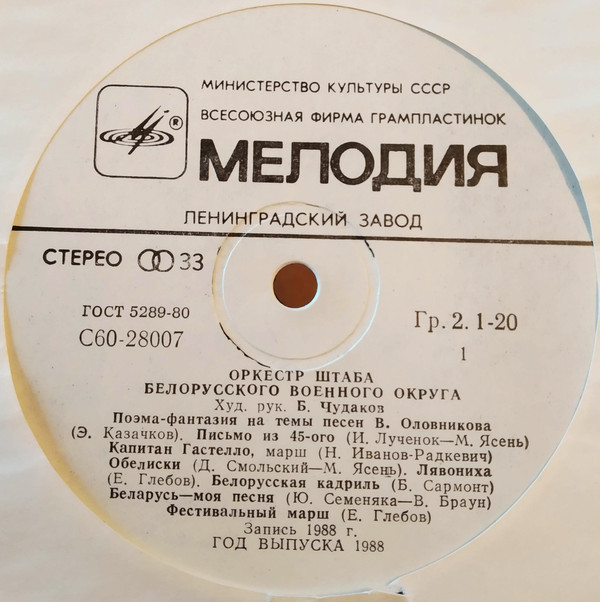 МИНИСТЕРСТВО КУЛЬТУРЫ СССР
ВСЕСОЮЗНАЯ ФИРМА ГРАМПЛАСТИНОК
®
МЕЛОДИЯ
ЛЕНИНГРАДСКИЙ ЗАВОД
СТЕРЕО 33
ГОСТ 5289-80
С60-28007
Гр. 2. 1-20
1
ОРКЕСТР ШТАБА
БЕЛОРУССКОГО ВОЕННОГО ОКРУГА
Худ. рук. Б. Чудаков
Поэма-фантазия на темы песен В. Оловникова
(Э. Казачков). Письмо из 45-ого (И. Лученок—М. Ясень)
Капитан Гастелло, марш (Н. Иванов-Радкевич)
Обелиски (Д. Смольский—М. Ясень). Лявониха
(Е. Глебов). Белорусская кадриль (Б. Сармонт)
Беларусь—моя песня (Ю. Семеняка—В. Браун)
Фестивальный марш (Е. Глебов)
Запись 1988 г.
ГОД ВЫПУСКА 1988